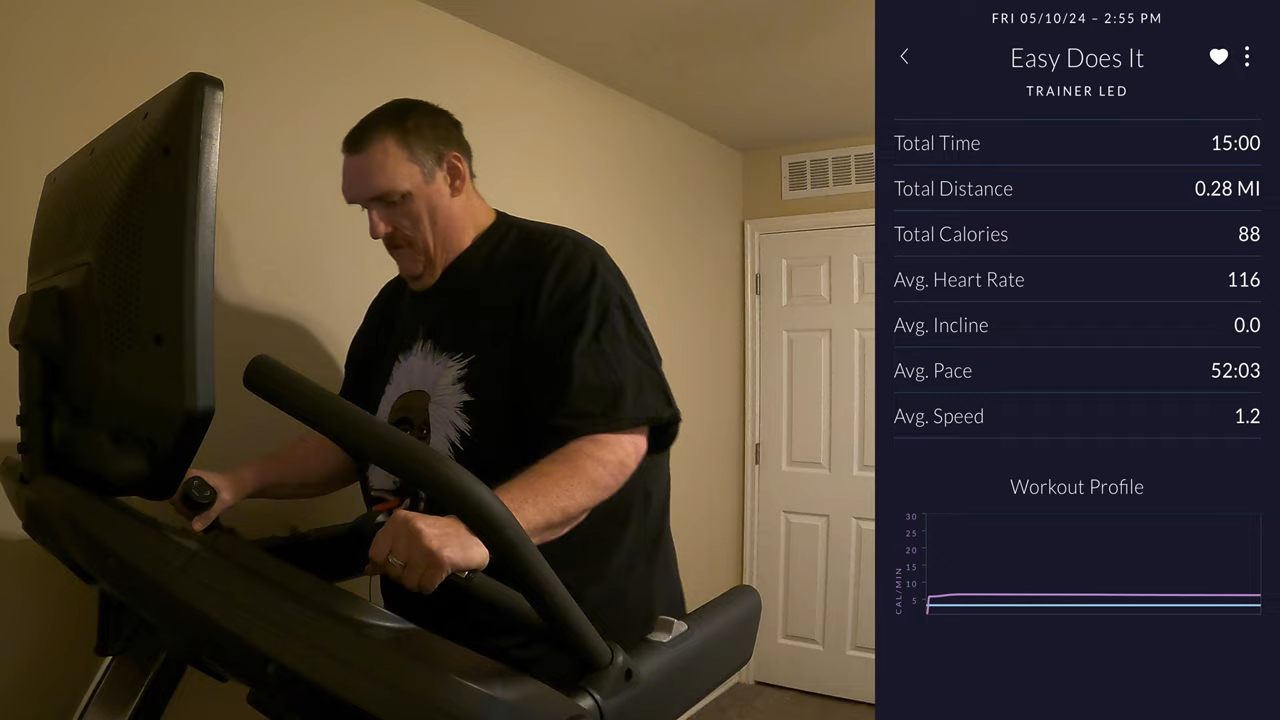 FRI 05/10/24 – 2:55 PM
Easy Does It
TRAINER LED
Total Time 15:00
Total Distance 0.28 MI
Total Calories 88
Avg. Heart Rate 116
Avg. Incline 0.0
Avg. Pace 52:03
Avg. Speed 1.2
Workout Profile
30
25
20
15
10
5
CAL/MIN